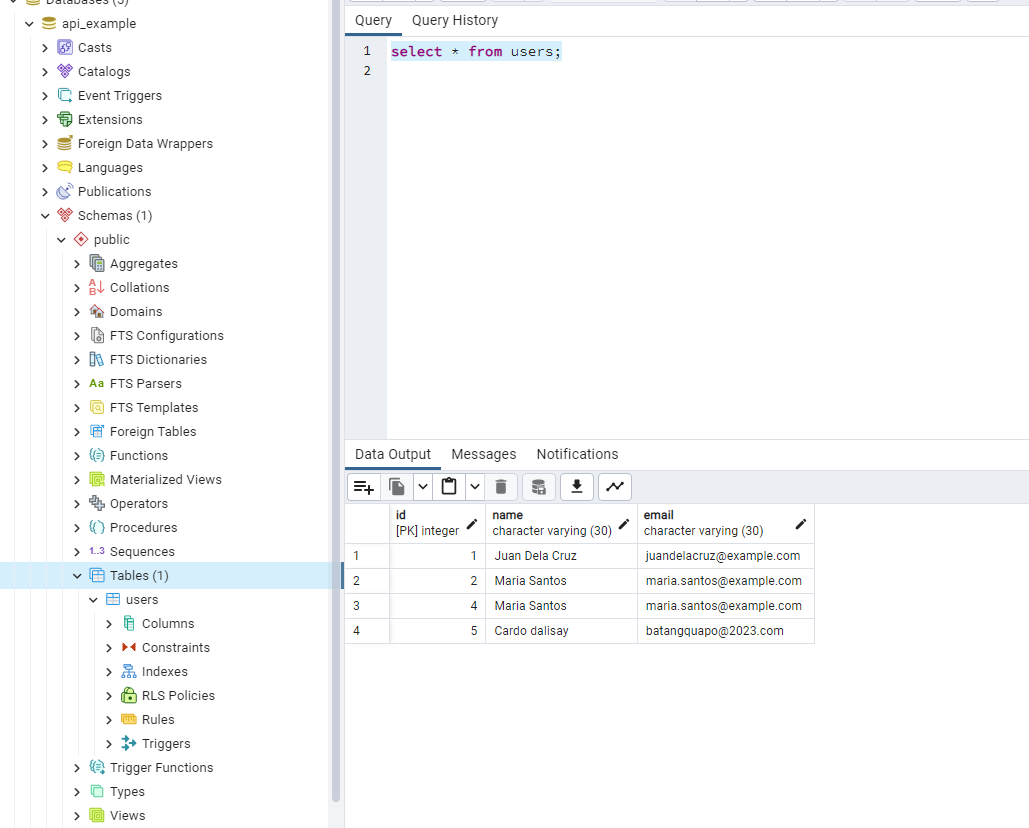 Databases (5)
api_example
Casts
Catalogs
Event Triggers
Extensions
Foreign Data Wrappers
Languages
Publications
Schemas (1)
public
Aggregates
Collations
Domains
FTS Configurations
FTS Dictionaries
Aa FTS Parsers
FTS Templates
Foreign Tables
Functions
Materialized Views
Operators
Procedures
1..3 Sequences
Tables (1)
users
Columns
Constraints
Indexes
RLS Policies
Rules
Triggers
Trigger Functions
Types
Views
Query Query History
1 select * from users;
2
Data Output Messages Notifications
id name email
[PK] integer character varying (30) character varying (30)
1 1 Juan Dela Cruz juandelacruz@example.com
2 2 Maria Santos maria.santos@example.com
3 4 Maria Santos maria.santos@example.com
4 5 Cardo dalisay batangquapo@2023.com